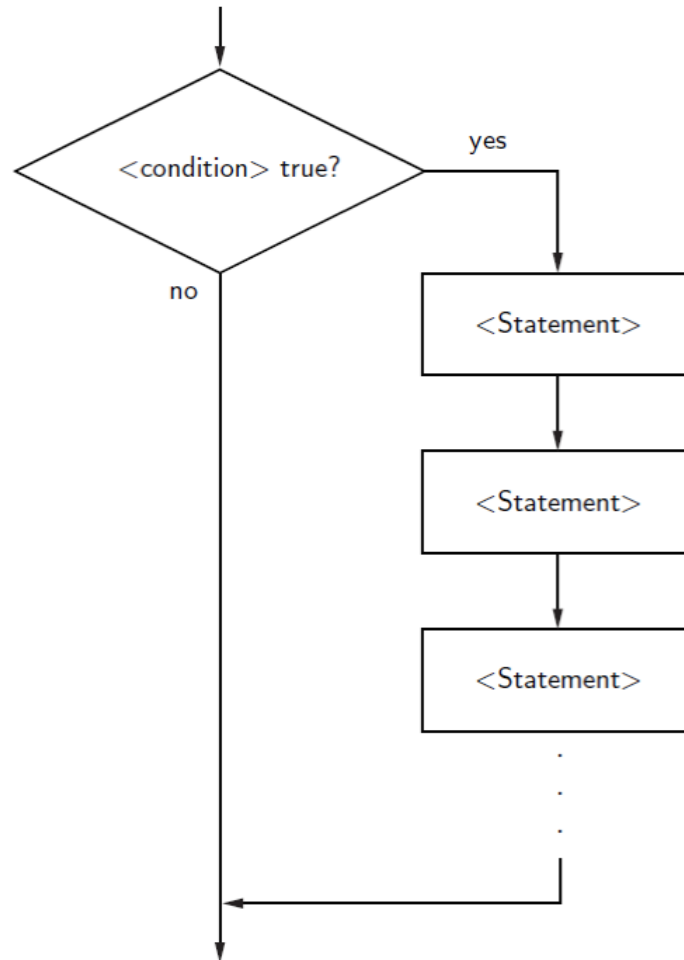 <condition> true?
yes
no
<Statement>
<Statement>
<Statement>
.
.
.